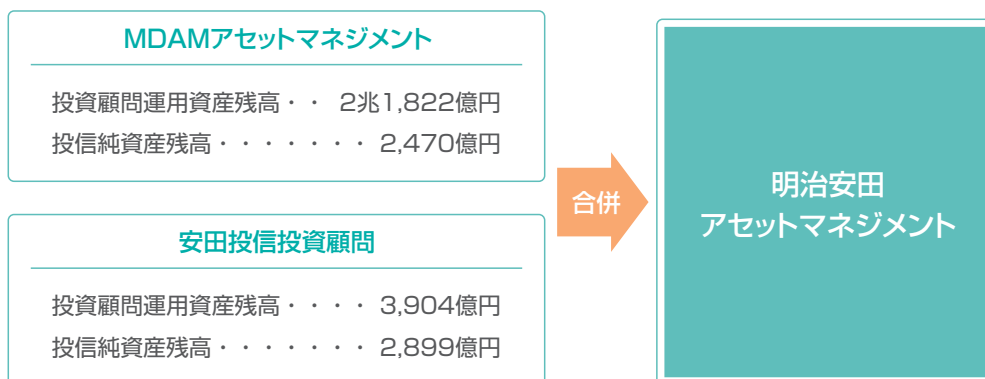 MDAMアセットマネジメント
投資顧問運用資産残高・・ 2兆1,822億円
投信純資産残高・・・・・・・ 2,470億円
安田投信投資顧問
投資顧問運用資産残高・・・・ 3,904億円
投信純資産残高・・・・・・・ 2,899億円
合併
明治安田
アセットマネジメント